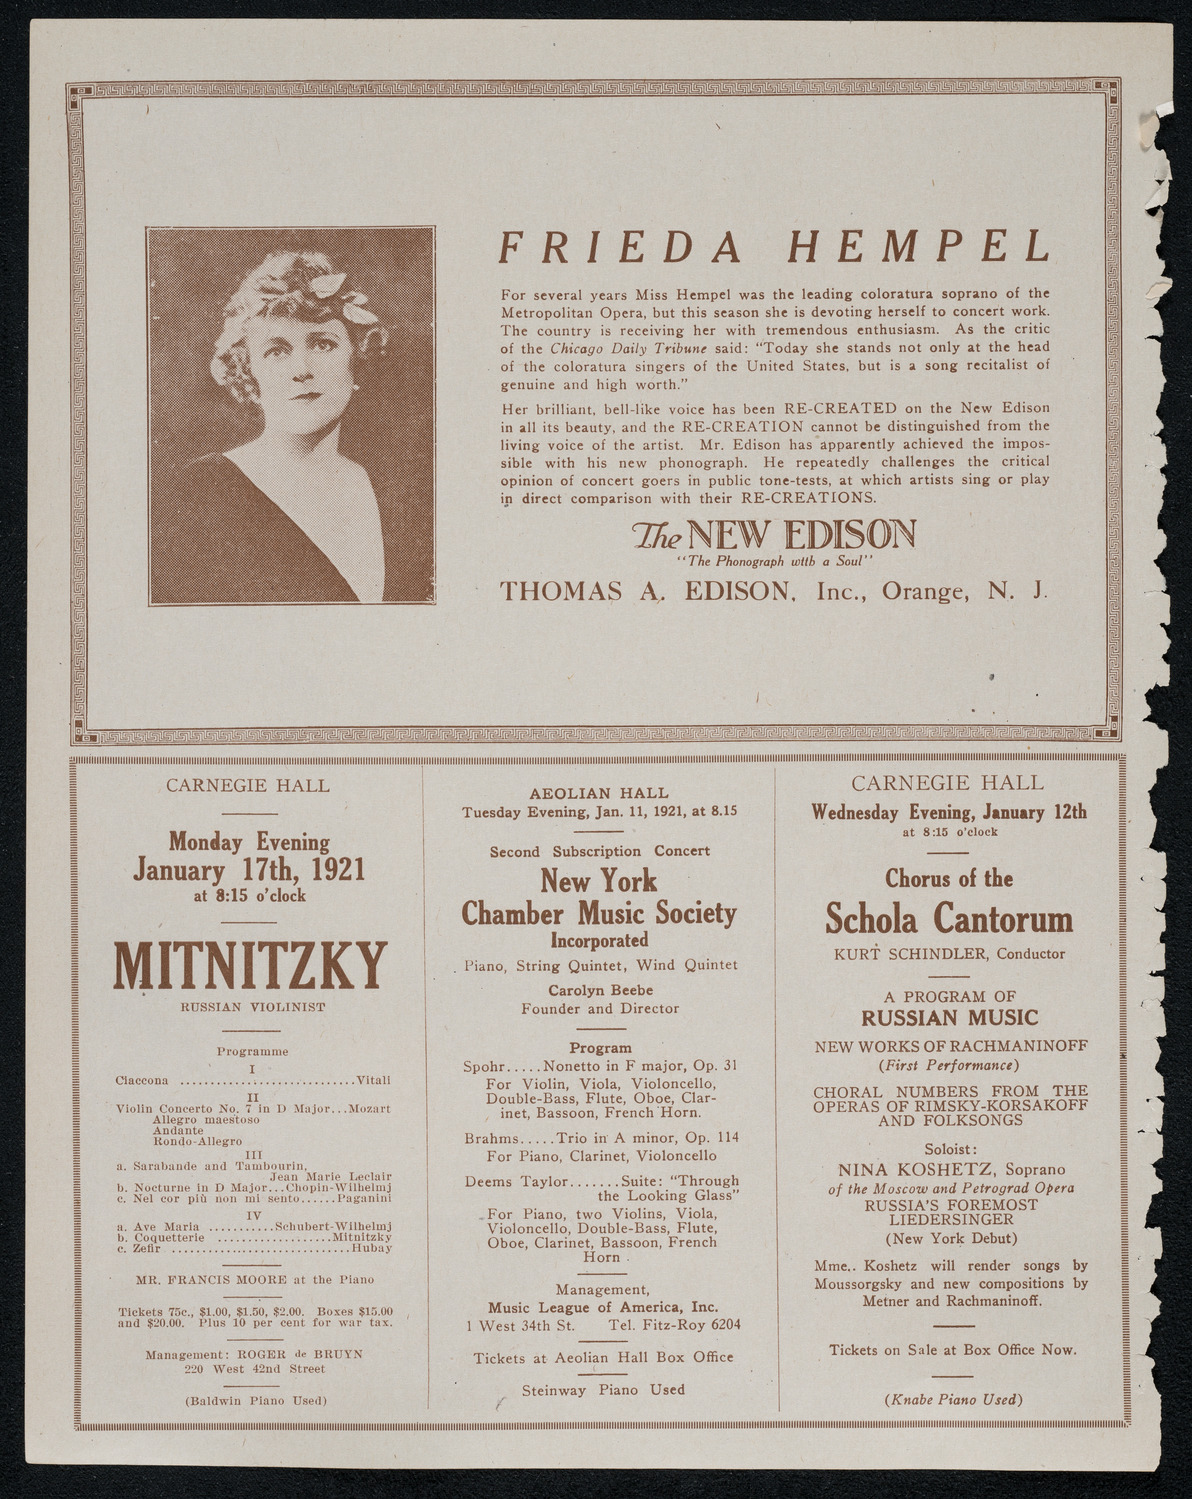 FRIEDA HEMPEL
For several years Miss Hempel was the leading coloratura soprano of the
Metropolitan Opera, but this season she is devoting herself to concert work.
The country is receiving her with tremendous enthusiasm. As the critic
of the Chicago Daily Tribune said: “Today she stands not only at the head
of the coloratura singers of the United States, but is a song recitalist of
genuine and high worth.”
Her brilliant, bell-like voice has been RE-CREATED on the New Edison
in all its beauty, and the RE-CREATION cannot be distinguished from the
living voice of the artist. Mr. Edison has apparently achieved the impos-
sible with his new phonograph. He repeatedly challenges the critical
opinion of concert goers in public tone-tests, at which artists sing or play
in direct comparison with their RE-CREATIONS.
The NEW EDISON
“The Phonograph with a Soul”
THOMAS A. EDISON, Inc., Orange, N. J.
CARNEGIE HALL
Monday Evening
January 17th, 1921
at 8:15 o'clock
MITNITZKY
RUSSIAN VIOLINIST
Programme
I
Ciaccona ............................Vitali
II
Violin Concerto No. 7 in D Major...Mozart
Allegro maestoso
Andante
Rondo-Allegro
III
a. Sarabande and Tambourin,
Jean Marie Leclair
b. Nocturne in D Major...Chopin-Wilhelmj
c. Nel cor più non mi sento......Paganini
IV
a. Ave Maria ..........Schubert-Wilhelmj
b. Coquetterie ..................Mitnitzky
c. Zefir ............................Hubay
MR. FRANCIS MOORE at the Piano
Tickets 75c., $1.00, $1.50, $2.00. Boxes $15.00
and $20.00. Plus 10 per cent for war tax.
Management: ROGER de BRUYN
220 West 42nd Street
(Baldwin Piano Used)
AEOLIAN HALL
Tuesday Evening, Jan. 11, 1921, at 8.15
Second Subscription Concert
New York
Chamber Music Society
Incorporated
Piano, String Quintet, Wind Quintet
Carolyn Beebe
Founder and Director
Program
Spohr.....Nonetto in F major, Op. 31
For Violin, Viola, Violoncello,
Double-Bass, Flute, Oboe, Clar-
inet, Bassoon, French Horn.
Brahms.....Trio in A minor, Op. 114
For Piano, Clarinet, Violoncello
Deems Taylor.......Suite: “Through
the Looking Glass”
For Piano, two Violins, Viola,
Violoncello, Double-Bass, Flute,
Oboe, Clarinet, Bassoon, French
Horn
Management,
Music League of America, Inc.
1 West 34th St. Tel. Fitz-Roy 6204
Tickets at Aeolian Hall Box Office
Steinway Piano Used
CARNEGIE HALL
Wednesday Evening, January 12th
at 8:15 o'clock
Chorus of the
Schola Cantorum
KURT SCHINDLER, Conductor
A PROGRAM OF
RUSSIAN MUSIC
NEW WORKS OF RACHMANINOFF
(First Performance)
CHORAL NUMBERS FROM THE
OPERAS OF RIMSKY-KORSAKOFF
AND FOLKSONGS
Soloist:
NINA KOSHETZ, Soprano
of the Moscow and Petrograd Opera
RUSSIA'S FOREMOST
LIEDERSINGER
(New York Debut)
Mme.. Koshetz will render songs by
Moussorgsky and new compositions by
Metner and Rachmaninoff.
Tickets on Sale at Box Office Now.
(Knabe Piano Used)